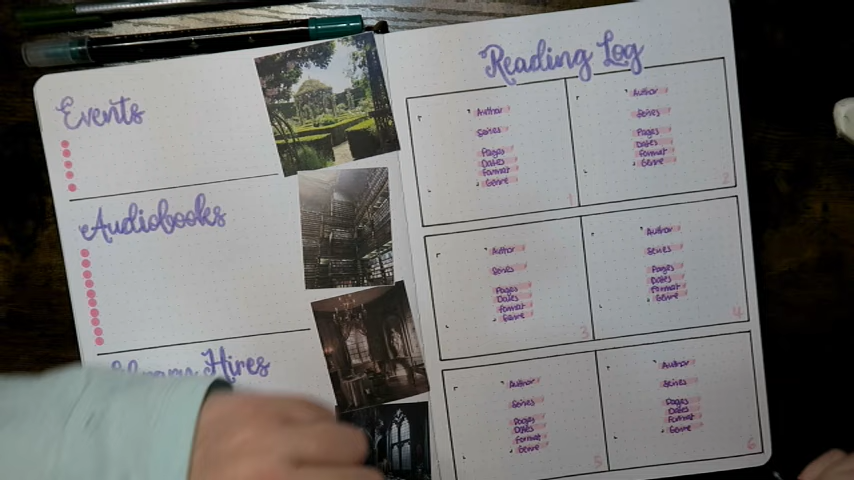 Events
Audiobooks
Library Hires
Reading Log
Author
Series
Pages
Dates
Format
Genre
1
Author
Series
Pages
Dates
Format
Genre
2
Author
Series
Pages
Dates
Format
Genre
3
Author
Series
Pages
Dates
Format
Genre
4
Author
Series
Pages
Dates
Format
Genre
5
Author
Series
Pages
Dates
Format
Genre
6